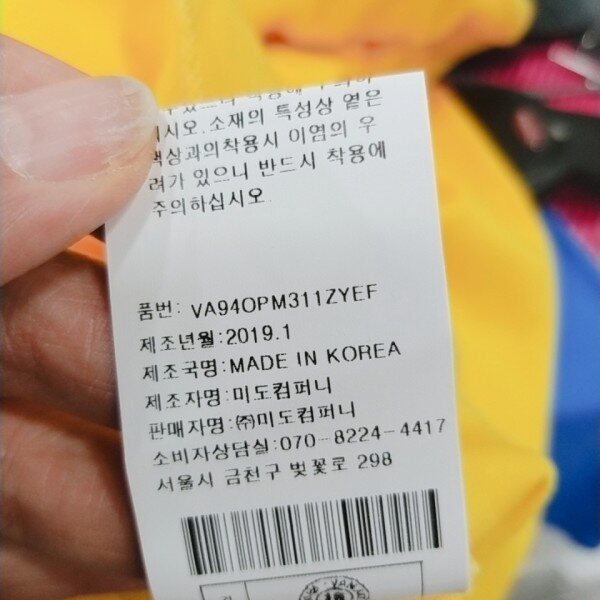 시오.소재의 특성상 옅은
색상과의착용시 이염의 우
려가 있으니 반드시 착용에
주의하십시오.
품번: VA94OPM311ZYEF
제조년월:2019.1
제조국명:MADE IN KOREA
제조자명:미도컴퍼니
판매자명:㈜미도컴퍼니
소비자상담실:070-8224-4417
서울시 금천구 벚꽃로 298